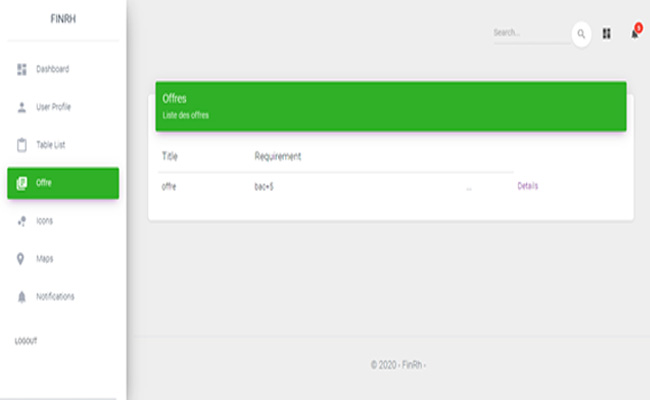 FINRH
Search...
5
Dashboard
User Profile
Table List
Offre
Icons
Maps
Notifications
LOGOUT
Offres
Liste des offres
Title Requirement
offre bac+5 ... Details
© 2020 - FinRh -